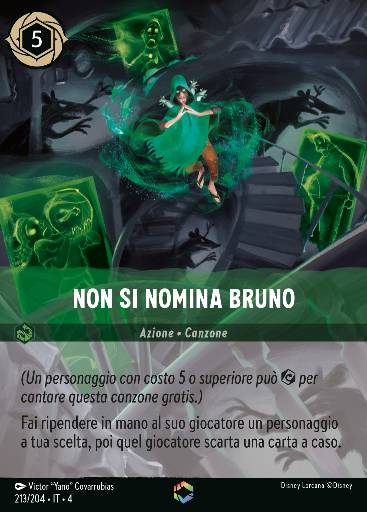 5
NON SI NOMINA BRUNO
Azione • Canzone
(Un personaggio con costo 5 o superiore può per
cantare questa canzone gratis.)
Fai riprendere in mano al suo giocatore un personaggio
a tua scelta, poi quel giocatore scarta una carta a caso.
Victor "Yano" Covarrubias
Disney Lorcana ©Disney
213/204 • IT • 4